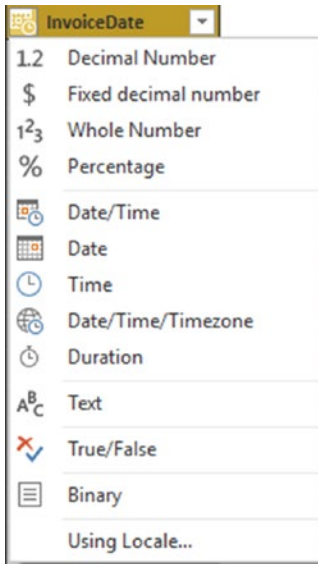 InvoiceDate
1.2 Decimal Number
$ Fixed decimal number
1²3 Whole Number
% Percentage
Date/Time
Date
Time
Date/Time/Timezone
Duration
ABC Text
True/False
Binary
Using Locale...